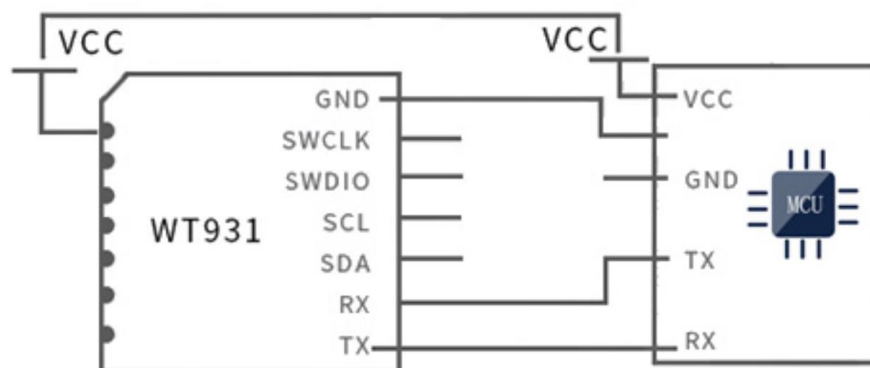 VCC
VCC
GND
VCC
SWCLK
SWDIO
GND
WT931
MCU
SCL
SDA
TX
RX
TX
RX